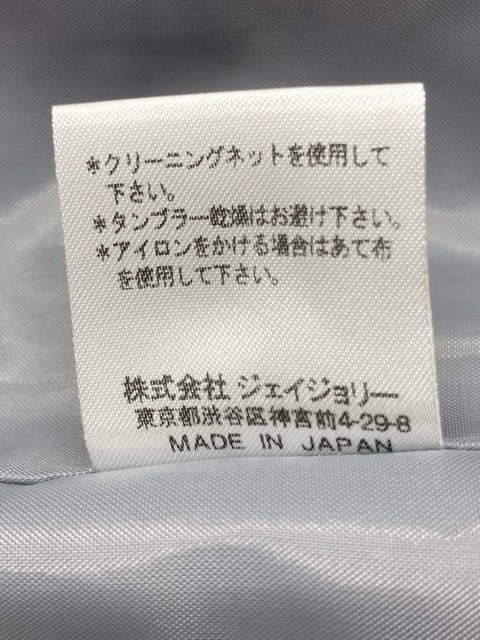 *クリーニングネットを使用して
下さい。
*タンブラー乾燥はお避け下さい。
*アイロンをかける場合はあて布
を使用して下さい。
株式会社 ジェイジョリー
東京都渋谷区神宮前4-29-8
MADE IN JAPAN